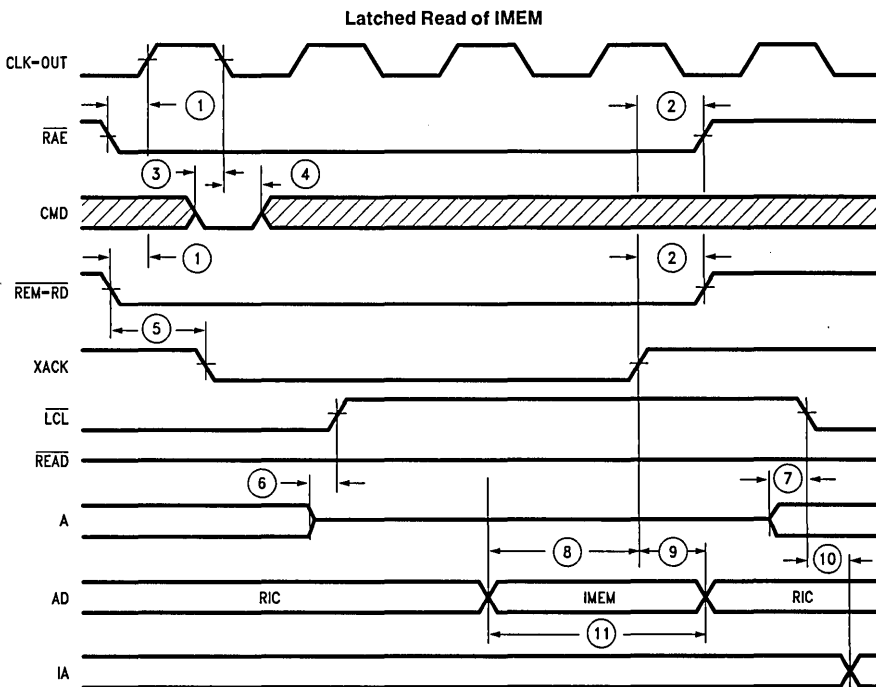 Latched Read of IMEM
CLK-OUT
1
2
RAE
3
4
CMD
1
2
REM-RD
5
XACK
LCL
READ
6
7
A
8
9
10
AD
RIC
IMEM
RIC
11
IA